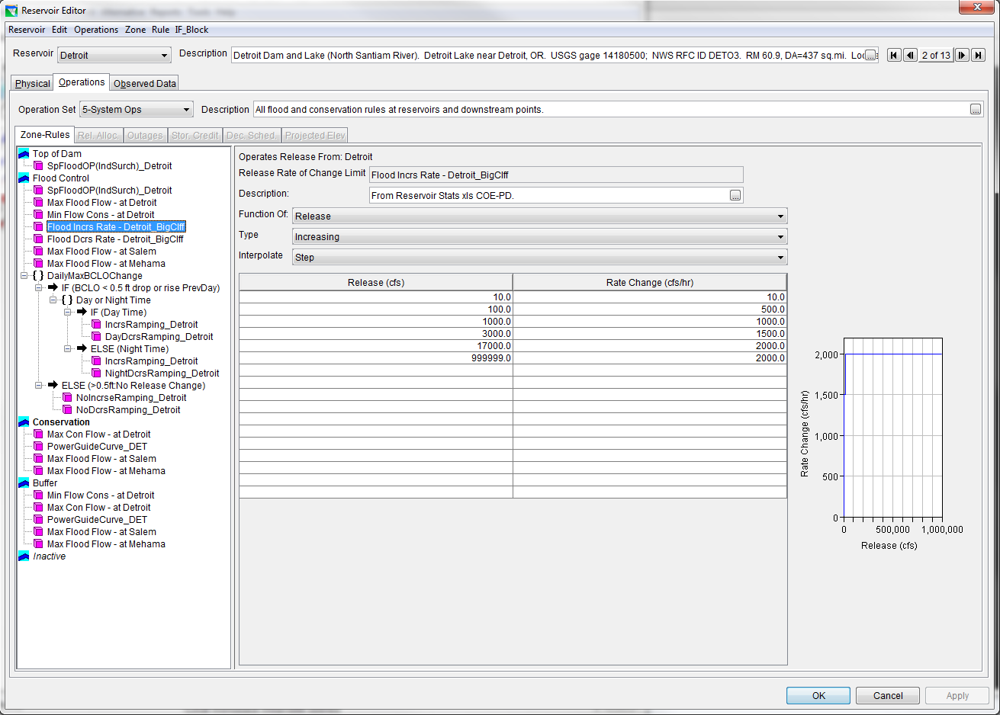 Reservoir Editor
Reservoir Edit Operations Zone Rule IF_Block
Reservoir Detroit Description Detroit Dam and Lake (North Santiam River). Detroit Lake near Detroit, OR. USGS gage 14180500; NWS RFC ID DETO3. RM 60.9, DA=437 sq.mi. ... 2 of 13
Physical Operations Observed Data
Operation Set 5-System Ops Description All flood and conservation rules at reservoirs and downstream points. ...
Zone-Rules Rel. Alloc. Outages Stor. Credit Dec. Sched. Projected Elev
Top of Dam
SpFloodOP(IndSurch)_Detroit
Flood Control
SpFloodOP(IndSurch)_Detroit
Max Flood Flow - at Detroit
Min Flow Cons - at Detroit
Flood Incrs Rate - Detroit_BigClff
Flood Dcrs Rate - Detroit_BigClff
Max Flood Flow - at Salem
Max Flood Flow - at Mehama
{ } DailyMaxBCLOChange
IF (BCLO < 0.5 ft drop or rise PrevDay)
{ } Day or Night Time
IF (Day Time)
IncrsRamping_Detroit
DayDcrsRamping_Detroit
ELSE (Night Time)
IncrsRamping_Detroit
NightDcrsRamping_Detroit
ELSE (>0.5ft:No Release Change)
NoIncrseRamping_Detroit
NoDcrsRamping_Detroit
Conservation
Max Con Flow - at Detroit
PowerGuideCurve_DET
Max Flood Flow - at Salem
Max Flood Flow - at Mehama
Buffer
Min Flow Cons - at Detroit
Max Con Flow - at Detroit
PowerGuideCurve_DET
Max Flood Flow - at Salem
Max Flood Flow - at Mehama
Inactive
Operates Release From: Detroit
Release Rate of Change Limit Flood Incrs Rate - Detroit_BigClff
Description: From Reservoir Stats xls COE-PD. ...
Function Of: Release
Type Increasing
Interpolate Step
Release (cfs) Rate Change (cfs/hr)
10.0 10.0
100.0 500.0
1000.0 1000.0
3000.0 1500.0
17000.0 2000.0
999999.0 2000.0
Rate Change (cfs/hr)
2,000
1,500
1,000
500
0
0 500,000 1,000,000
Release (cfs)
OK Cancel Apply